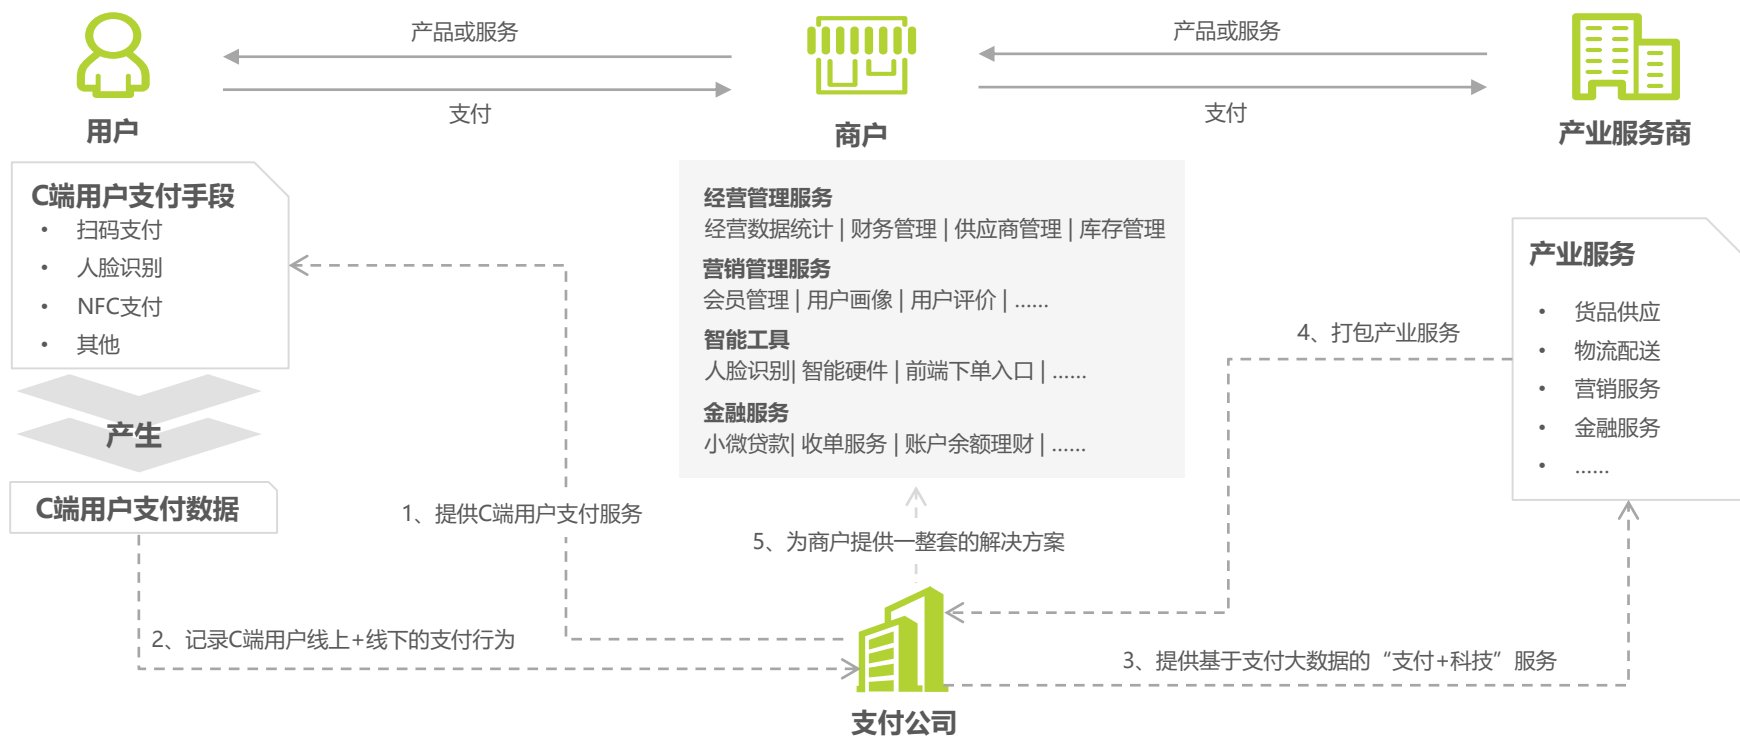 产品或服务
支付
产品或服务
支付
用户
商户
产业服务商
C端用户支付手段
• 扫码支付
• 人脸识别
• NFC支付
• 其他
产生
C端用户支付数据
经营管理服务
经营数据统计 | 财务管理 | 供应商管理 | 库存管理
营销管理服务
会员管理 | 用户画像 | 用户评价 | ......
智能工具
人脸识别| 智能硬件 | 前端下单入口 | ......
金融服务
小微贷款| 收单服务 | 账户余额理财 | ......
产业服务
• 货品供应
• 物流配送
• 营销服务
• 金融服务
• ......
4、打包产业服务
1、提供C端用户支付服务
5、为商户提供一整套的解决方案
2、记录C端用户线上+线下的支付行为
3、提供基于支付大数据的“支付+科技”服务
支付公司